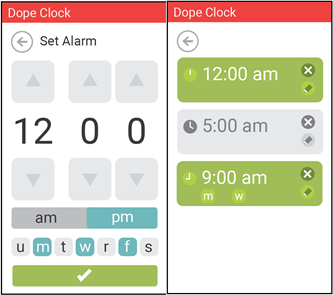 Dope Clock
Set Alarm
12 0 0
am pm
u m t w r f s
Dope Clock
12:00 am
5:00 am
9:00 am
m w